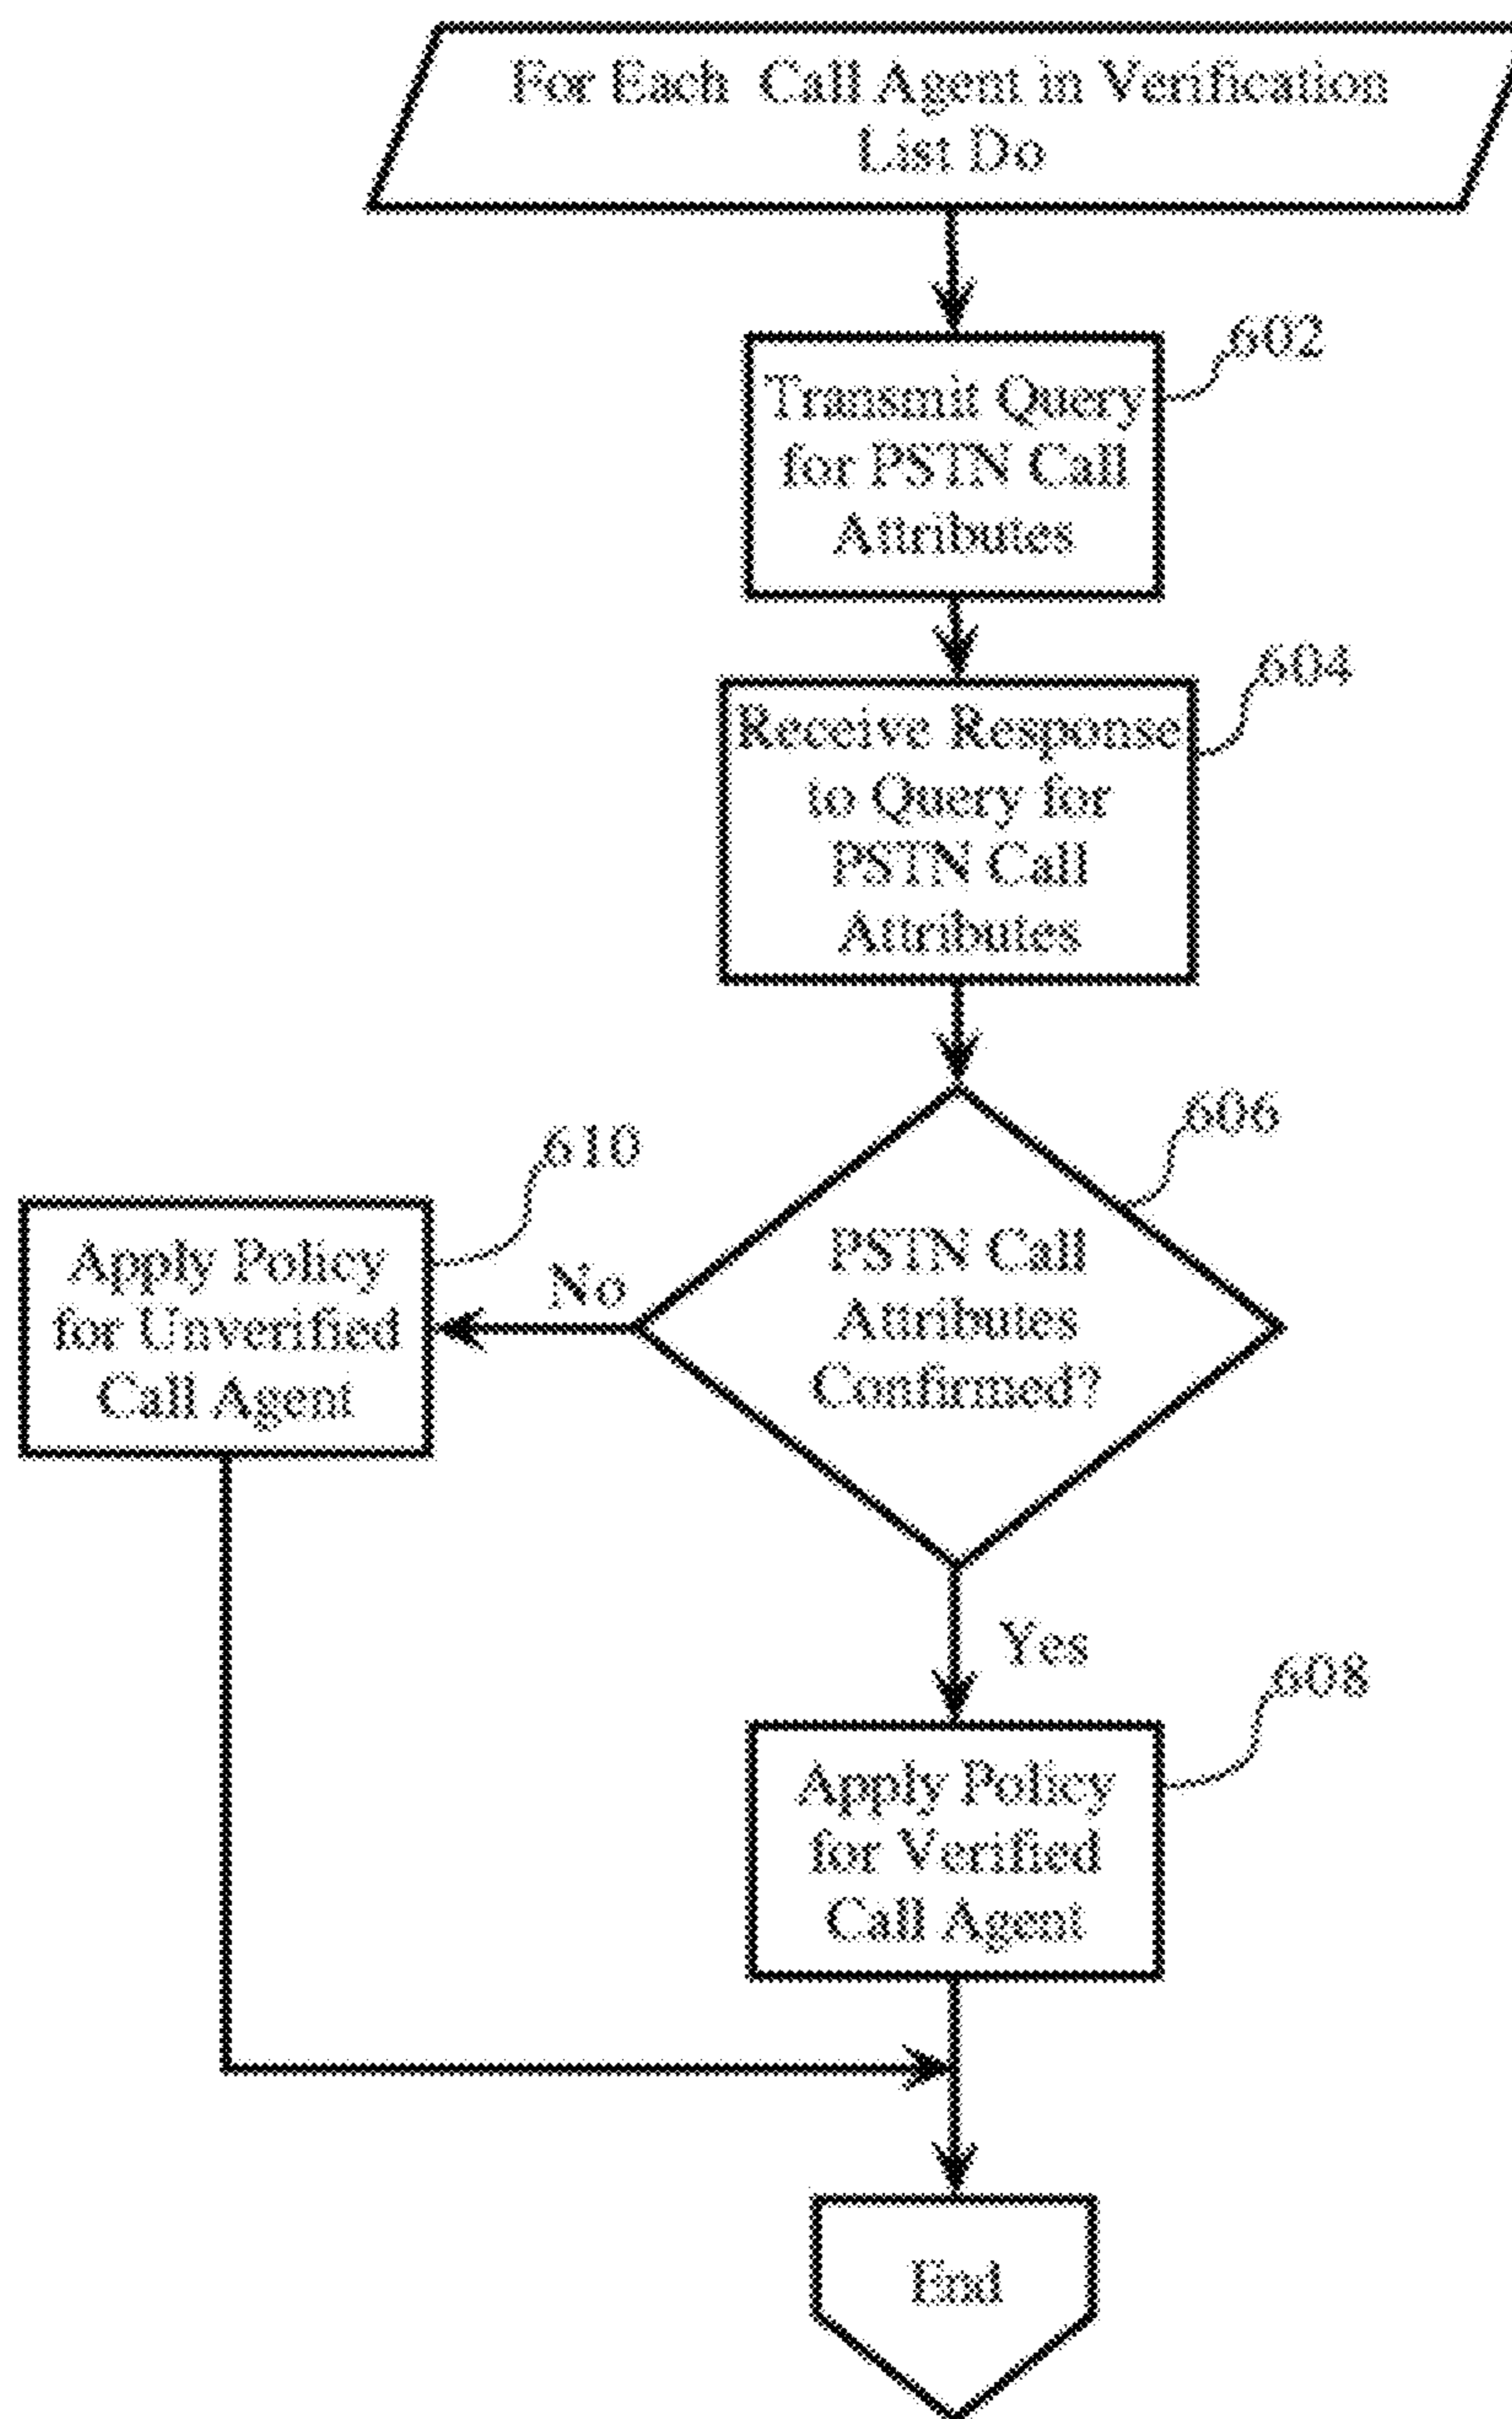 For Each Call Agent in Verification
List Do
602
Transmit Query
for PSTN Call
Attributes
604
Receive Response
to Query for
PSTN Call
Attributes
606
PSTN Call
Attributes
Confirmed?
No
610
Apply Policy
for Unverified
Call Agent
Yes
608
Apply Policy
for Verified
Call Agent
End